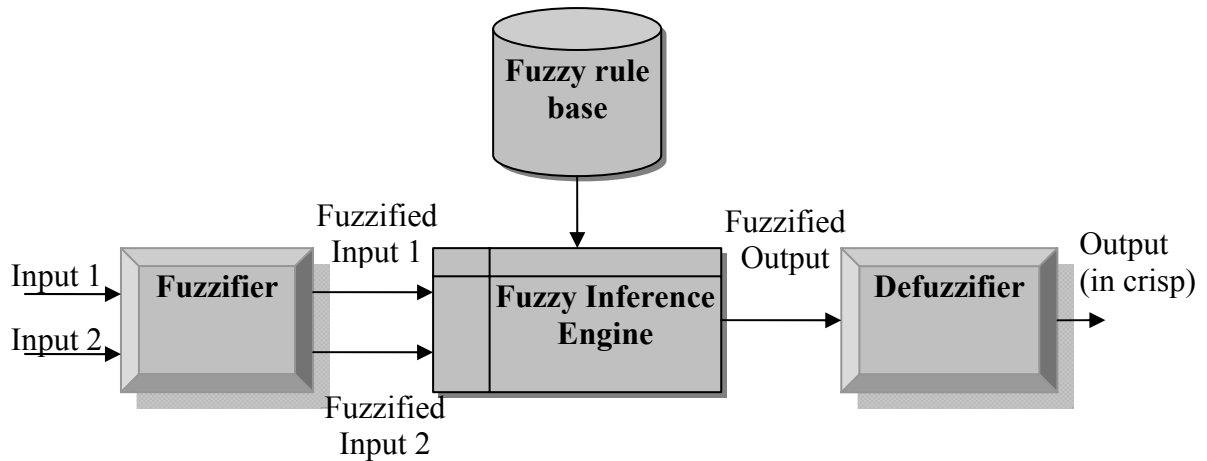 Fuzzy rule
base
Fuzzified
Input 1
Fuzzified
Output
Output
(in crisp)
Input 1
Input 2
Fuzzifier
Fuzzy Inference
Engine
Defuzzifier
Fuzzified
Input 2